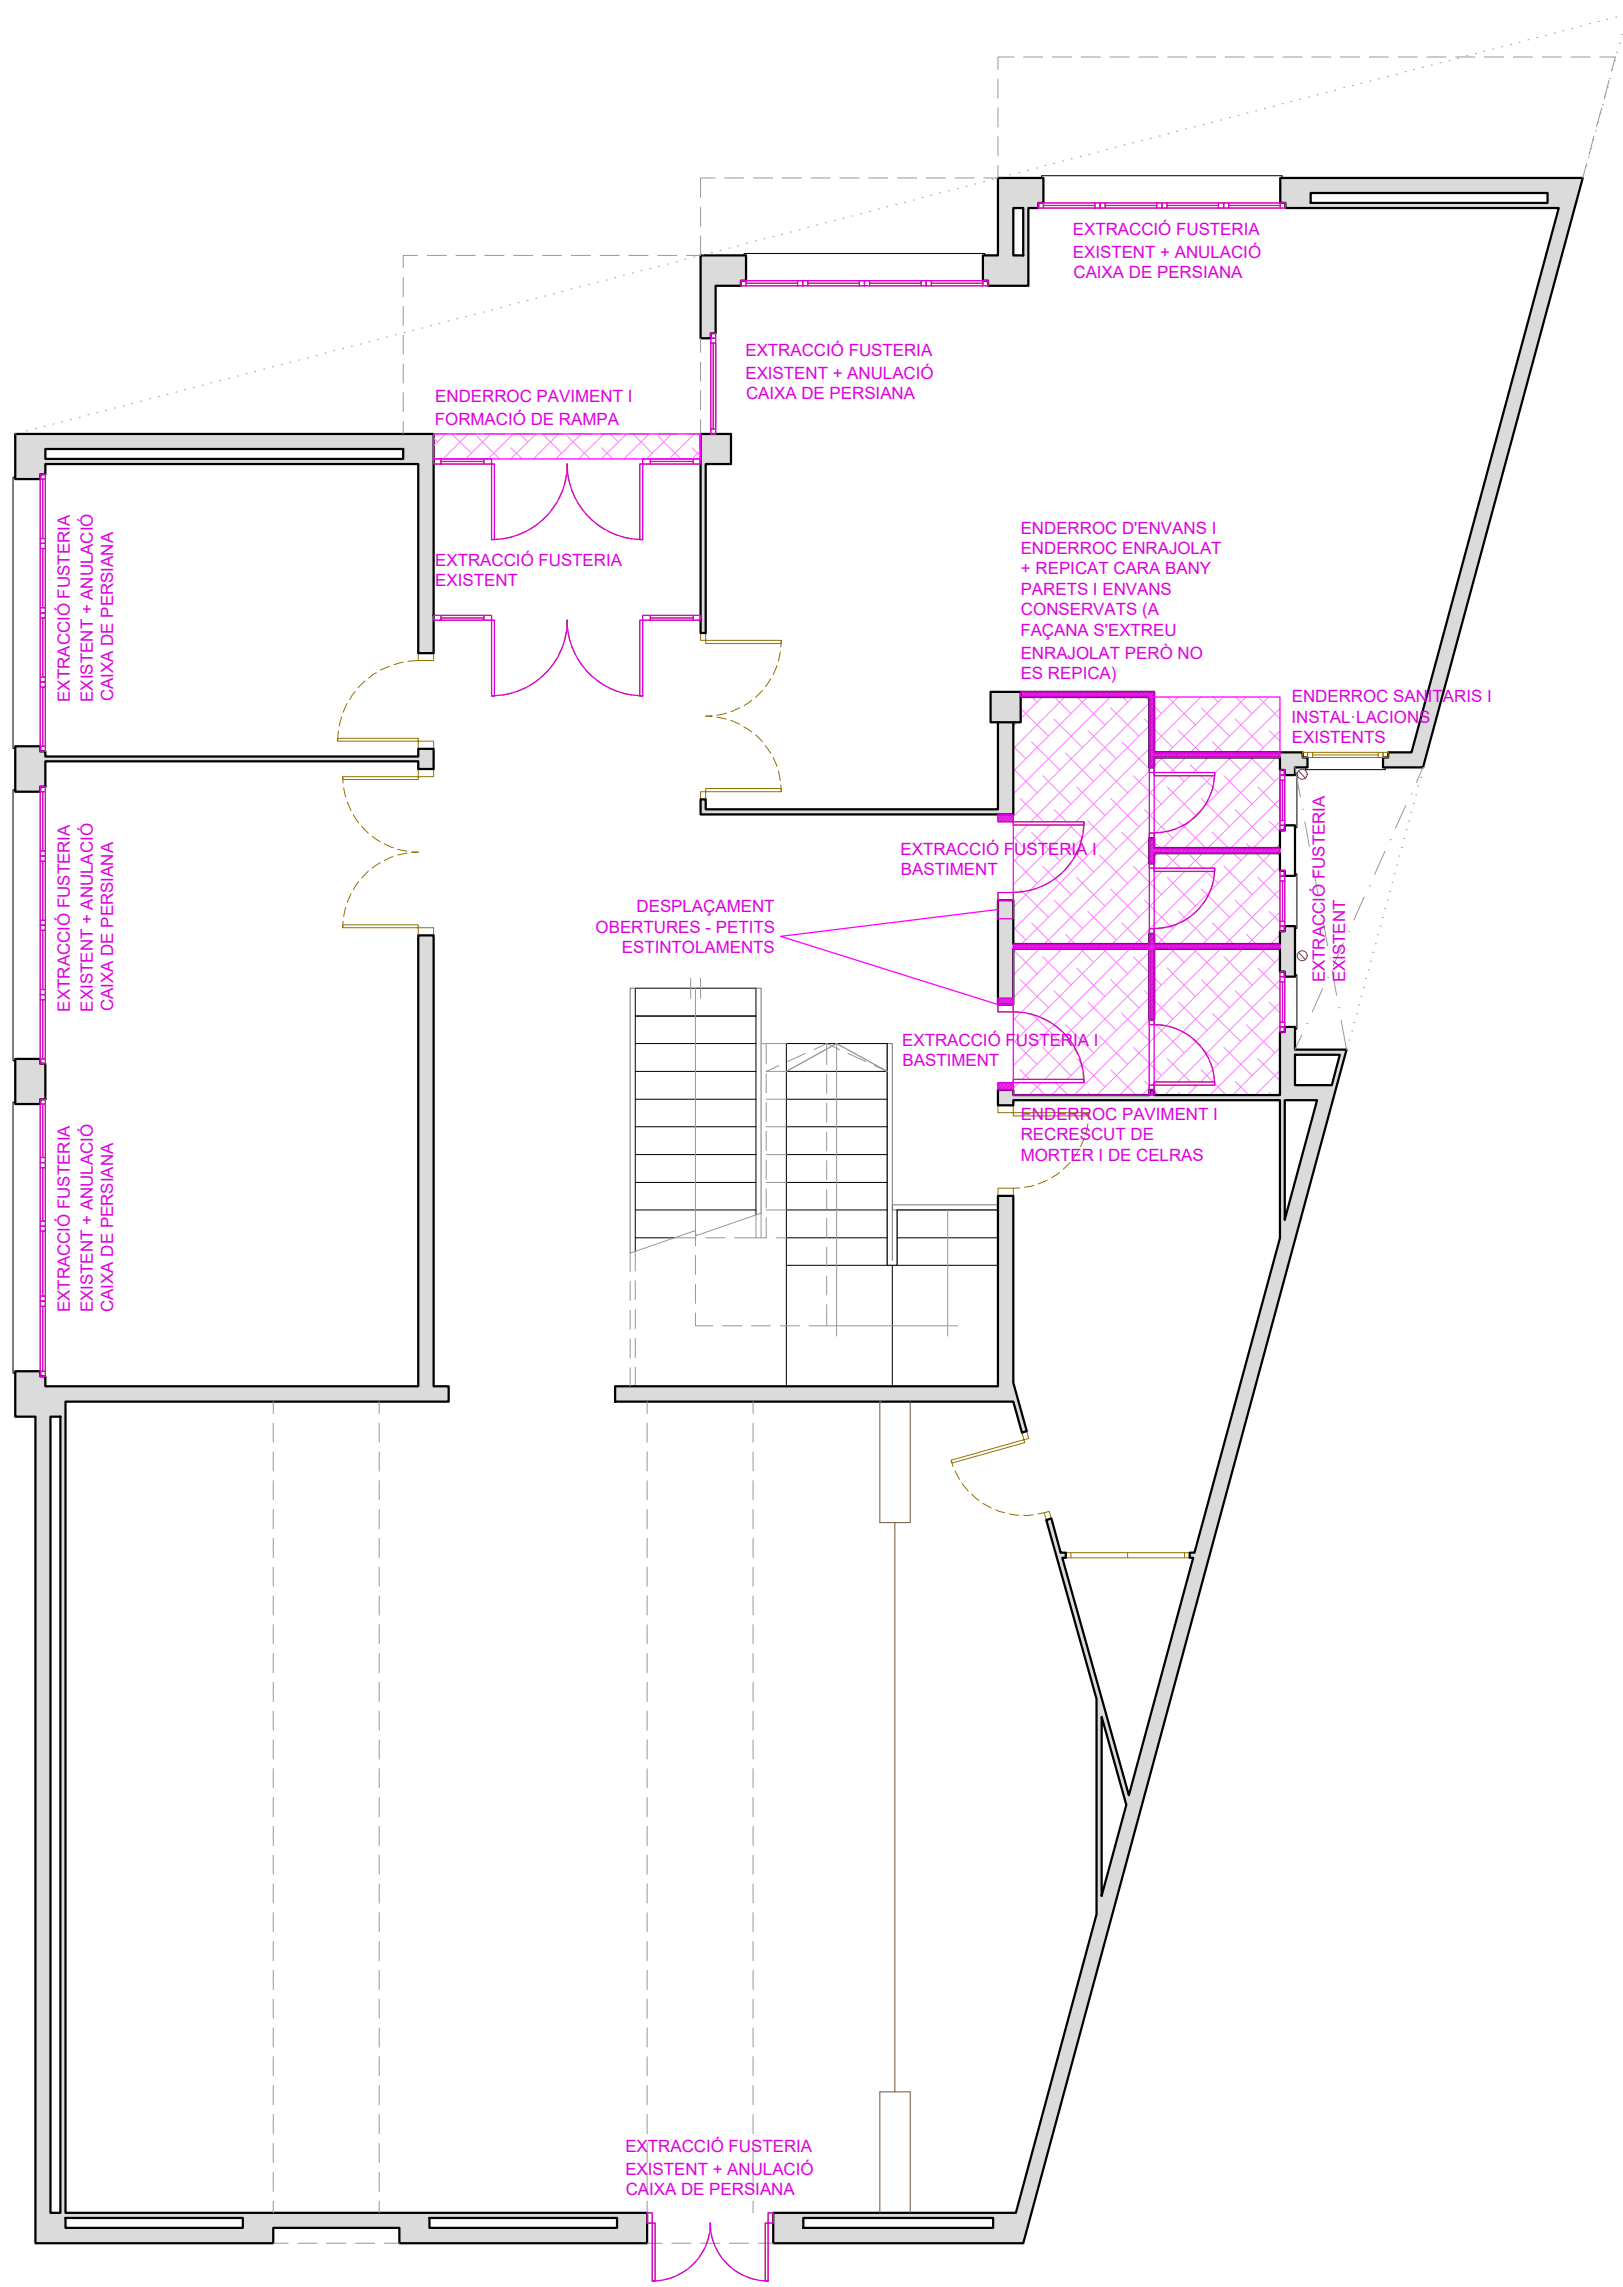 EXTRACCIÓ FUSTERIA
EXISTENT + ANULACIÓ
CAIXA DE PERSIANA
EXTRACCIÓ FUSTERIA
EXISTENT + ANULACIÓ
CAIXA DE PERSIANA
ENDERROC PAVIMENT I
FORMACIÓ DE RAMPA
EXTRACCIÓ FUSTERIA
EXISTENT + ANULACIÓ
CAIXA DE PERSIANA
EXTRACCIÓ FUSTERIA
EXISTENT
ENDERROC D'ENVANS I
ENDERROC ENRAJOLAT
+ REPICAT CARA BANY
PARETS I ENVANS
CONSERVATS (A
FAÇANA S'EXTREU
ENRAJOLAT PERÒ NO
ES REPICA)
ENDERROC SANITARIS I
INSTAL·LACIONS
EXISTENTS
EXTRACCIÓ FUSTERIA
EXISTENT + ANULACIÓ
CAIXA DE PERSIANA
EXTRACCIÓ FUSTERIA I
BASTIMENT
EXTRACCIÓ FUSTERIA
EXISTENT
DESPLAÇAMENT
OBERTURES - PETITS
ESTINTOLAMENTS
EXTRACCIÓ FUSTERIA I
BASTIMENT
ENDERROC PAVIMENT I
RECRESCUT DE
MORTER I DE CELRAS
EXTRACCIÓ FUSTERIA
EXISTENT + ANULACIÓ
CAIXA DE PERSIANA
EXTRACCIÓ FUSTERIA
EXISTENT + ANULACIÓ
CAIXA DE PERSIANA